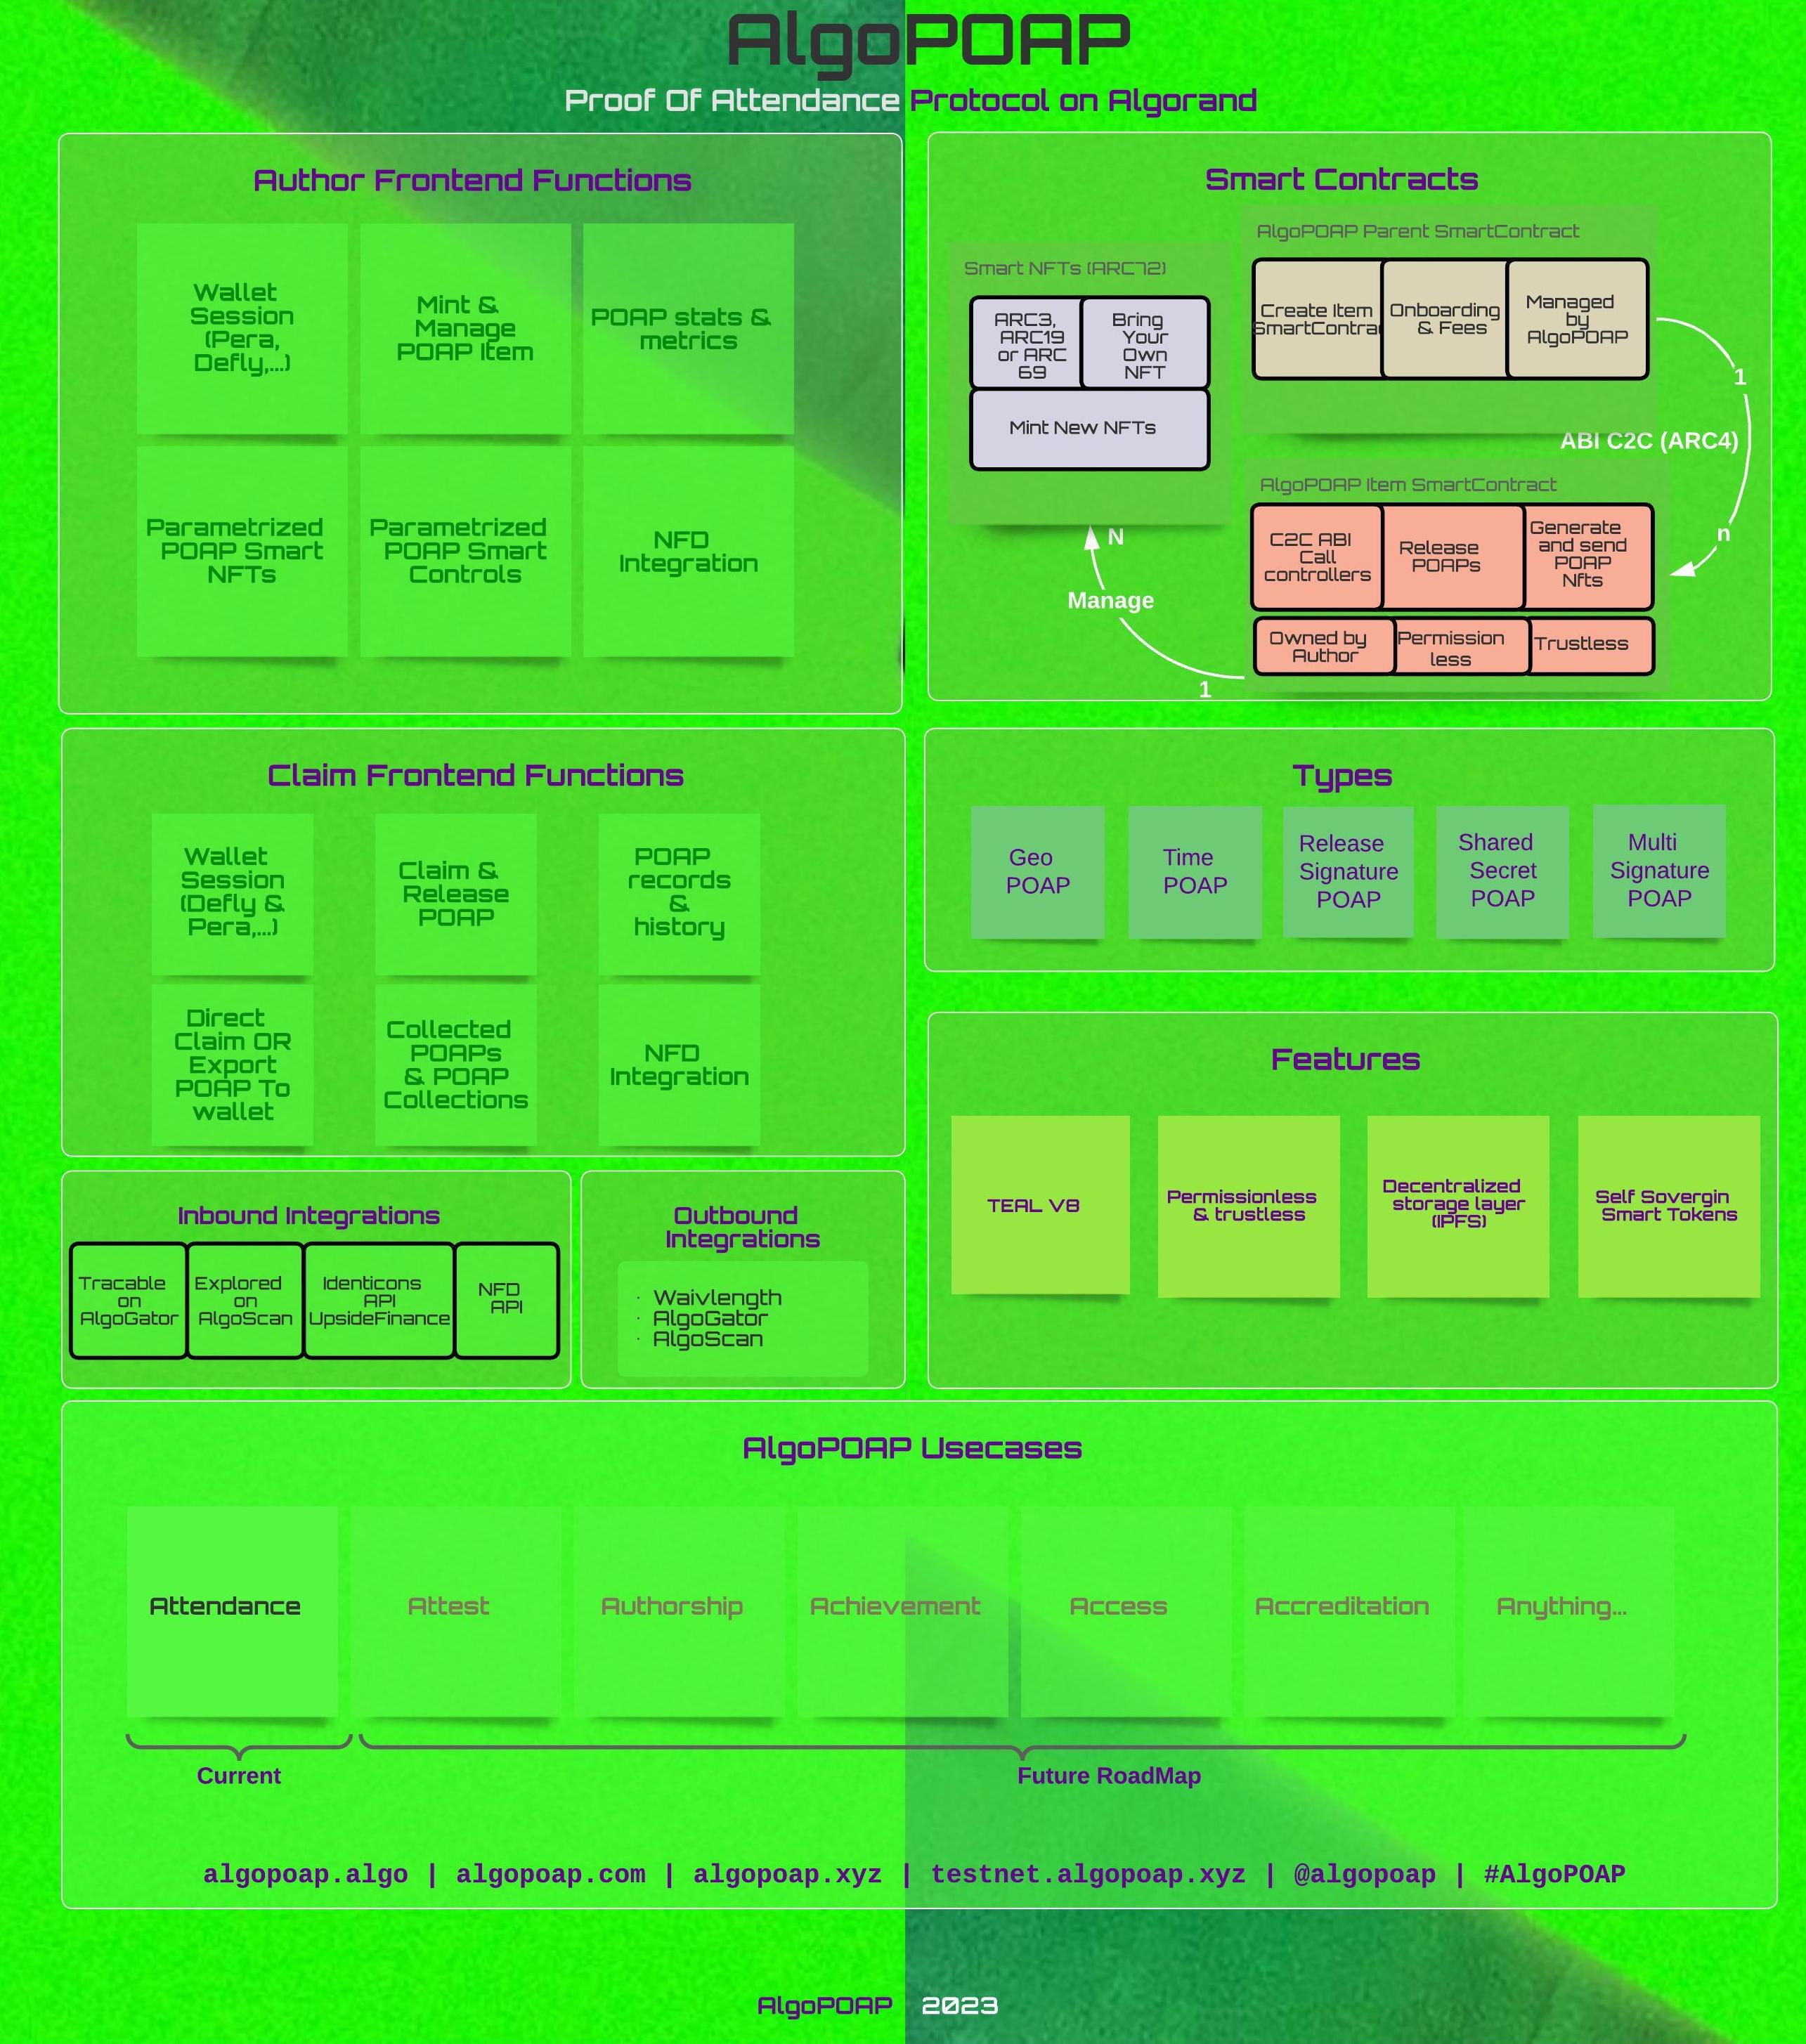 AlgoPOAP
Proof Of Attendance Protocol on Algorand
Author Frontend Functions
Wallet
Session
(Pera,
Defly,...)
Mint &
Manage
POAP Item
POAP stats &
metrics
Parametrized
POAP Smart
NFTs
Parametrized
POAP Smart
Controls
NFD
Integration
Smart Contracts
Smart NFTs (ARC72)
ARC3,
ARC19
or ARC
69
Bring
Your
Own
NFT
Mint New NFTs
AlgoPOAP Parent SmartContract
Create Item
SmartContrac
Onboarding
& Fees
Managed
by
AlgoPOAP
1
ABI C2C (ARC4)
n
AlgoPOAP Item SmartContract
C2C ABI
Call
controllers
Release
POAPs
Generate
and send
POAP
Nfts
Owned by
Author
Permission
less
Trustless
N
Manage
1
Claim Frontend Functions
Wallet
Session
(Defly &
Pera,...)
Claim &
Release
POAP
POAP
records
&
history
Direct
Claim OR
Export
POAP To
wallet
Collected
POAPs
& POAP
Collections
NFD
Integration
Types
Geo
POAP
Time
POAP
Release
Signature
POAP
Shared
Secret
POAP
Multi
Signature
POAP
Features
TEAL V8
Permissionless
& trustless
Decentralized
storage layer
(IPFS)
Self Sovergin
Smart Tokens
Inbound Integrations
Tracable
on
AlgoGator
Explored
on
AlgoScan
Identicons
API
UpsideFinance
NFD
API
Outbound
Integrations
· Waivlength
· AlgoGator
· AlgoScan
AlgoPOAP Usecases
Attendance
Attest
Authorship
Achievement
Access
Accreditation
Anything...
Current
Future RoadMap
algopoap.algo | algopoap.com | algopoap.xyz | testnet.algopoap.xyz | @algopoap | #AlgoPOAP
AlgoPOAP 2023